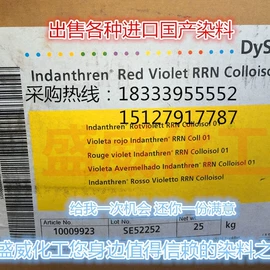 出售各种进口国产染料
DyS
Indanthren® Red Violet RRN Colloisol
采购热线：18333955552
15127917787
Indanthren® Rotviolett RRN Colloisol 01
Violeta rojo Indanthren® RRN Coll 01
Rouge violet Indanthren® RRN Colloisol 01
Violeta Avermelhado Indanthren® RRN Colloisol 01
Indanthren® Rosso Violetto RRN Colloisol
给我一次机会 还你一份满意
Article No
10009923
SE52252
Net
25
kg
盛威化工您身边值得信赖的染料之